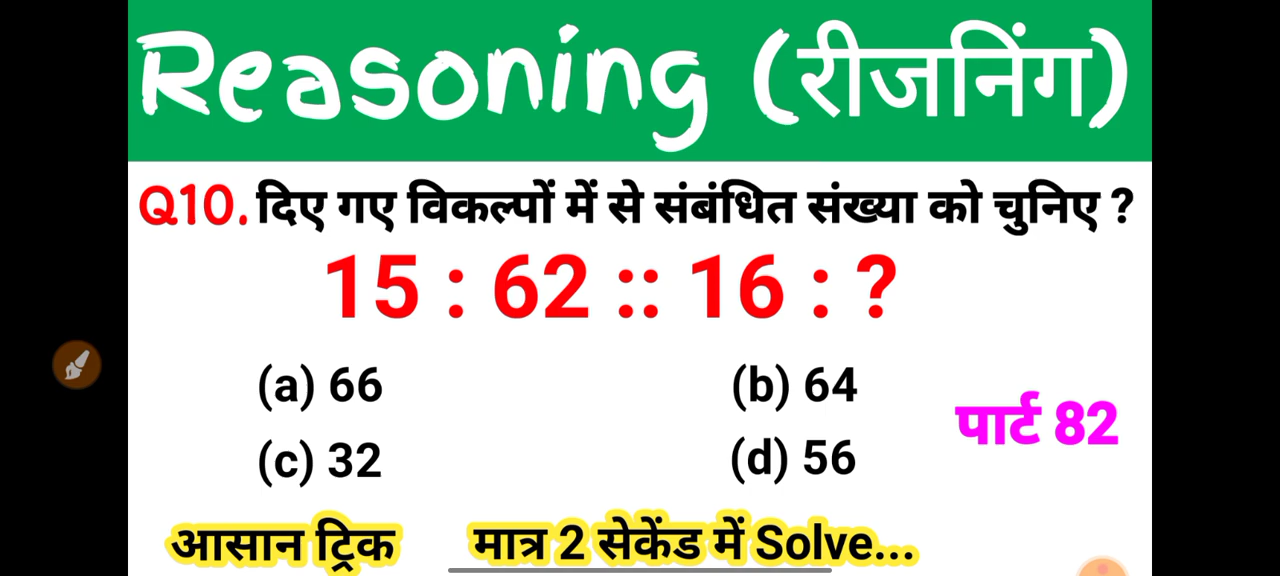 Reasoning (रीजनिंग)
Q10. दिए गए विकल्पों में से संबंधित संख्या को चुनिए ?
15 : 62 :: 16 : ?
(a) 66 (b) 64
(c) 32 (d) 56
पार्ट 82
आसान ट्रिक मात्र 2 सेकेंड में Solve...